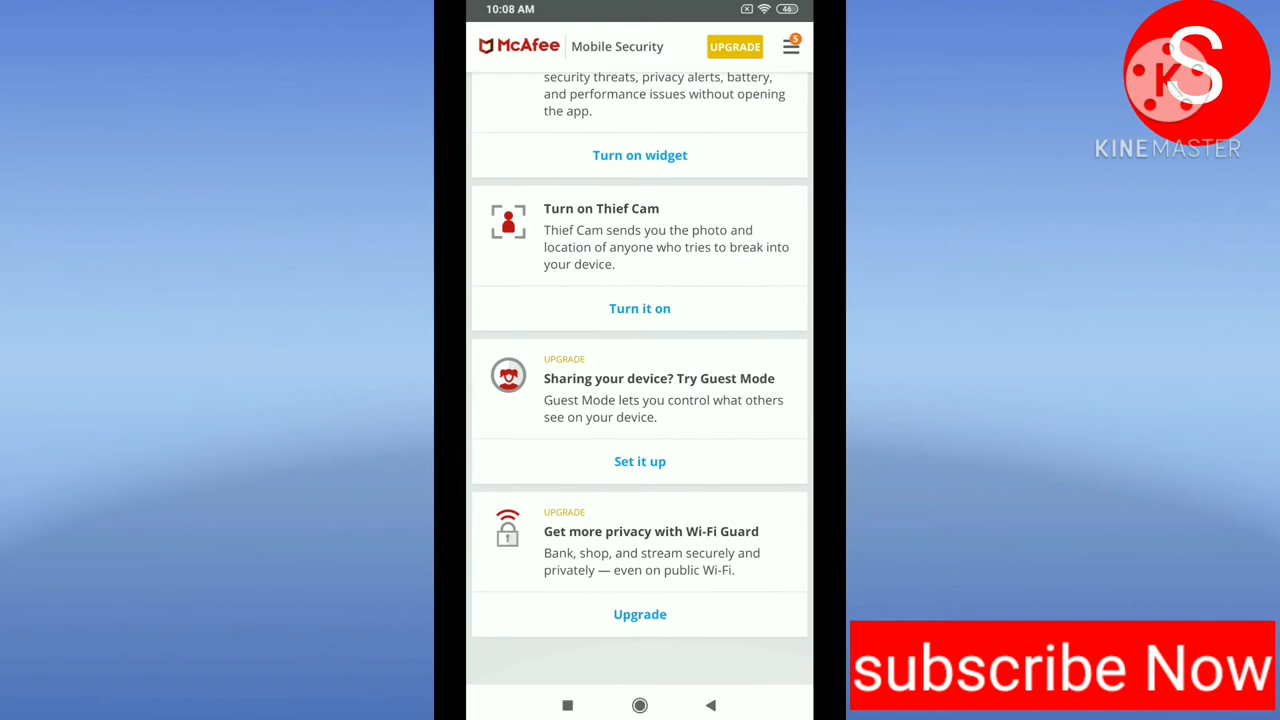 10:08 AM
46
McAfee
Mobile Security
UPGRADE
5
security threats, privacy alerts, battery,
and performance issues without opening
the app.
Turn on widget
Turn on Thief Cam
Thief Cam sends you the photo and
location of anyone who tries to break into
your device.
Turn it on
UPGRADE
Sharing your device? Try Guest Mode
Guest Mode lets you control what others
see on your device.
Set it up
UPGRADE
Get more privacy with Wi-Fi Guard
Bank, shop, and stream securely and
privately — even on public Wi-Fi.
Upgrade
S
K
KINEMASTER
subscribe Now